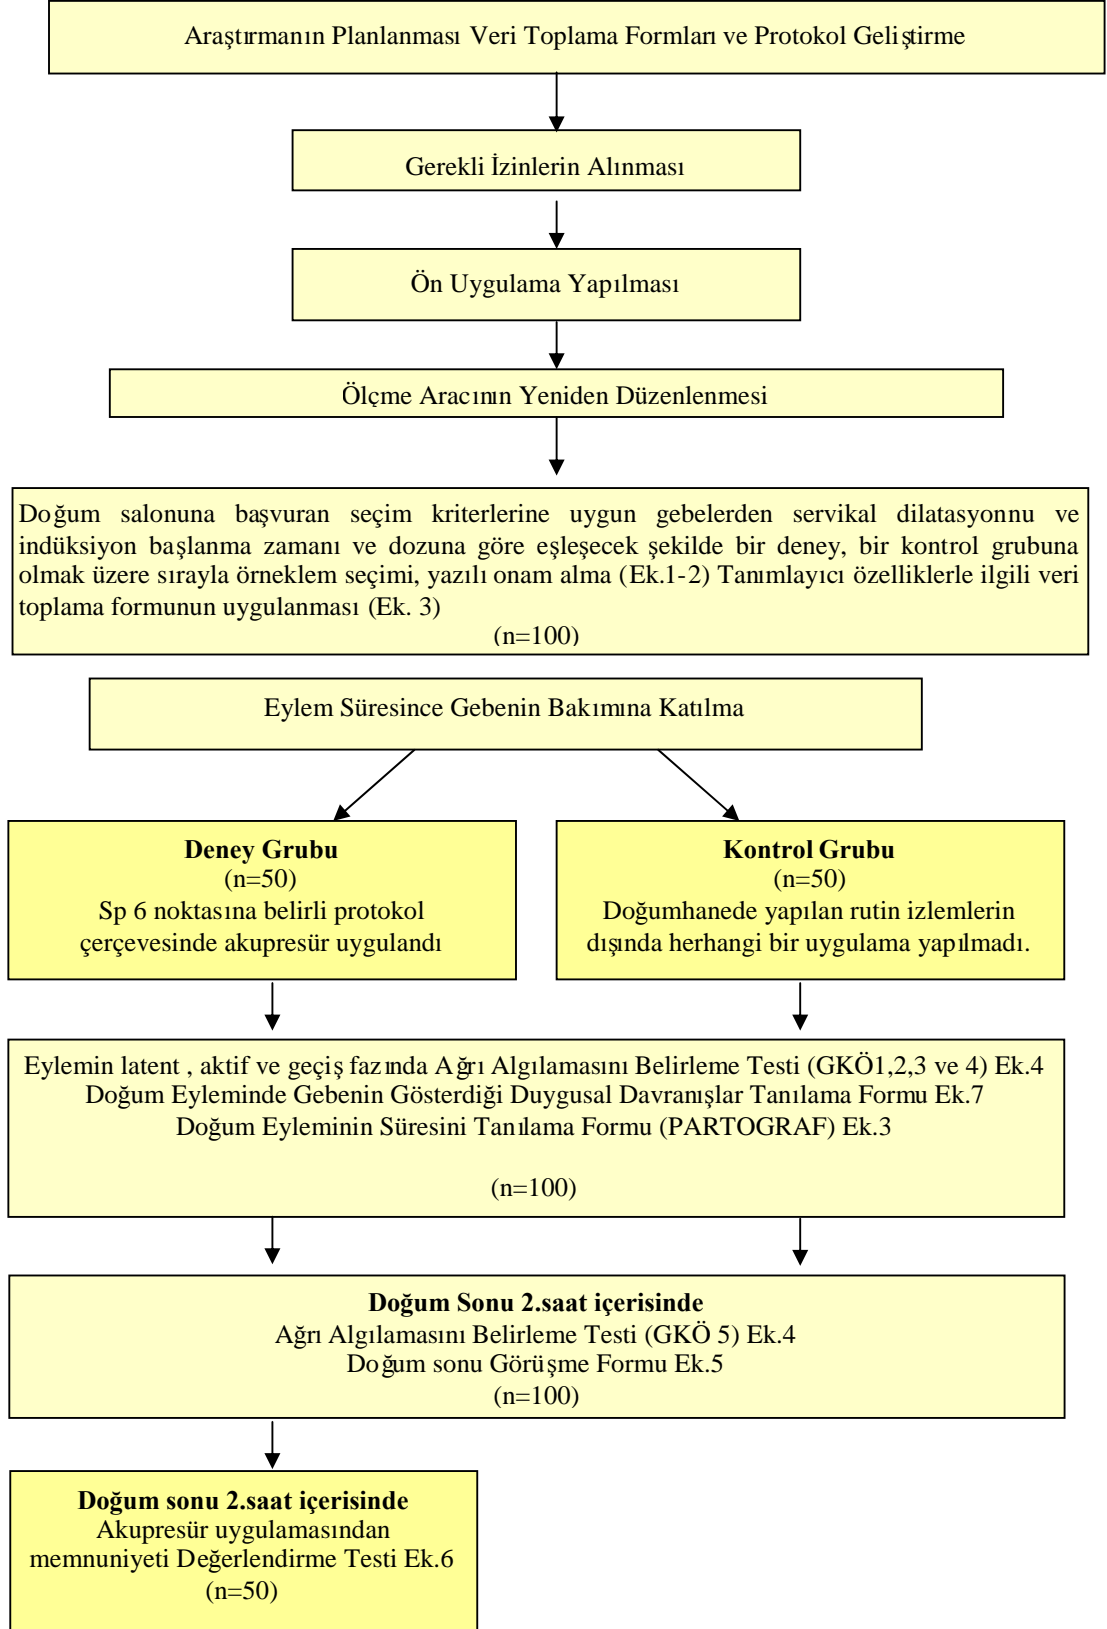 Araştırmanın Planlanması Veri Toplama Formları ve Protokol Geliştirme
Gerekli İzinlerin Alınması
Ön Uygulama Yapılması
Ölçme Aracının Yeniden Düzenlenmesi
Doğum salonuna başvuran seçim kriterlerine uygun gebelerden servikal dilatasyonnu ve
indüksiyon başlanma zamanı ve dozuna göre eşleşecek şekilde bir deney, bir kontrol grubuna
olmak üzere sırayla örneklem seçimi, yazılı onam alma (Ek.1-2) Tanımlayıcı özelliklerle ilgili veri
toplama formunun uygulanması (Ek. 3)
(n=100)
Eylem Süresince Gebenin Bakımına Katılma
Deney Grubu
(n=50)
Sp 6 noktasına belirli protokol
çerçevesinde akupresür uygulandı
Kontrol Grubu
(n=50)
Doğumhanede yapılan rutin izlemlerin
dışında herhangi bir uygulama yapılmadı.
Eylemin latent , aktif ve geçiş fazında Ağrı Algılamasını Belirleme Testi (GKÖ1,2,3 ve 4) Ek.4
Doğum Eyleminde Gebenin Gösterdiği Duygusal Davranışlar Tanılama Formu Ek.7
Doğum Eyleminin Süresini Tanılama Formu (PARTOGRAF) Ek.3
(n=100)
Doğum Sonu 2.saat içerisinde
Ağrı Algılamasını Belirleme Testi (GKÖ 5) Ek.4
Doğum sonu Görüşme Formu Ek.5
(n=100)
Doğum sonu 2.saat içerisinde
Akupresür uygulamasından
memnuniyeti Değerlendirme Testi Ek.6
(n=50)